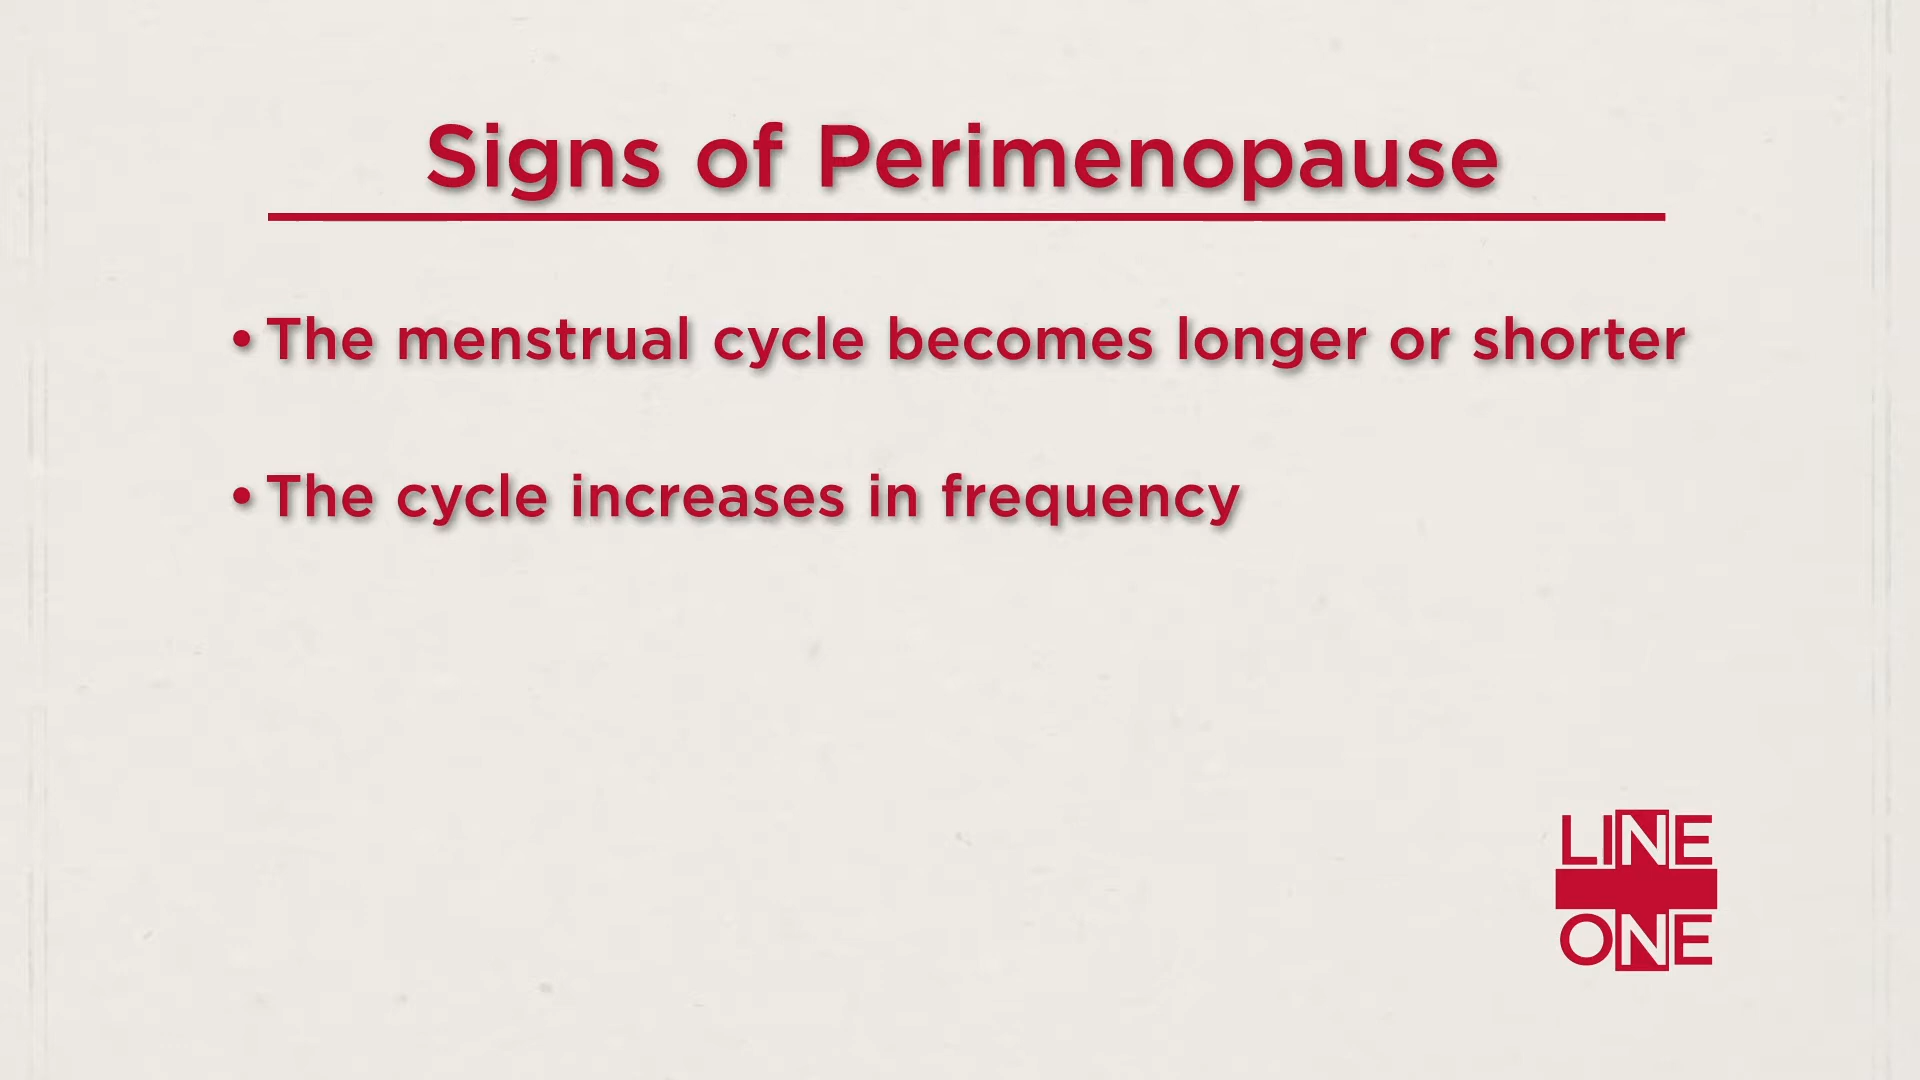 Signs of Perimenopause
• The menstrual cycle becomes longer or shorter
• The cycle increases in frequency
LINE
ONE